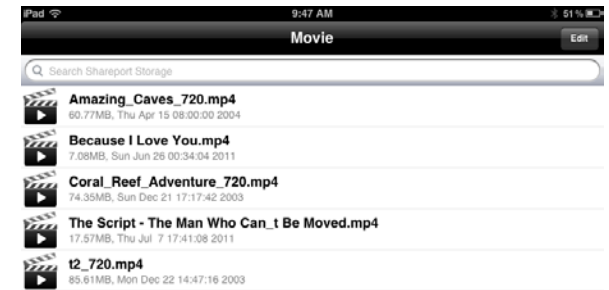 iPad 9:47 AM 51%
Movie Edit
Search Shareport Storage
Amazing_Caves_720.mp4
60.77MB, Thu Apr 15 08:00:00 2004
Because I Love You.mp4
7.08MB, Sun Jun 26 00:34:04 2011
Coral_Reef_Adventure_720.mp4
74.35MB, Sun Dec 21 17:17:42 2003
The Script - The Man Who Can_t Be Moved.mp4
17.57MB, Thu Jul 7 17:41:08 2011
t2_720.mp4
85.61MB, Mon Dec 22 14:47:16 2003